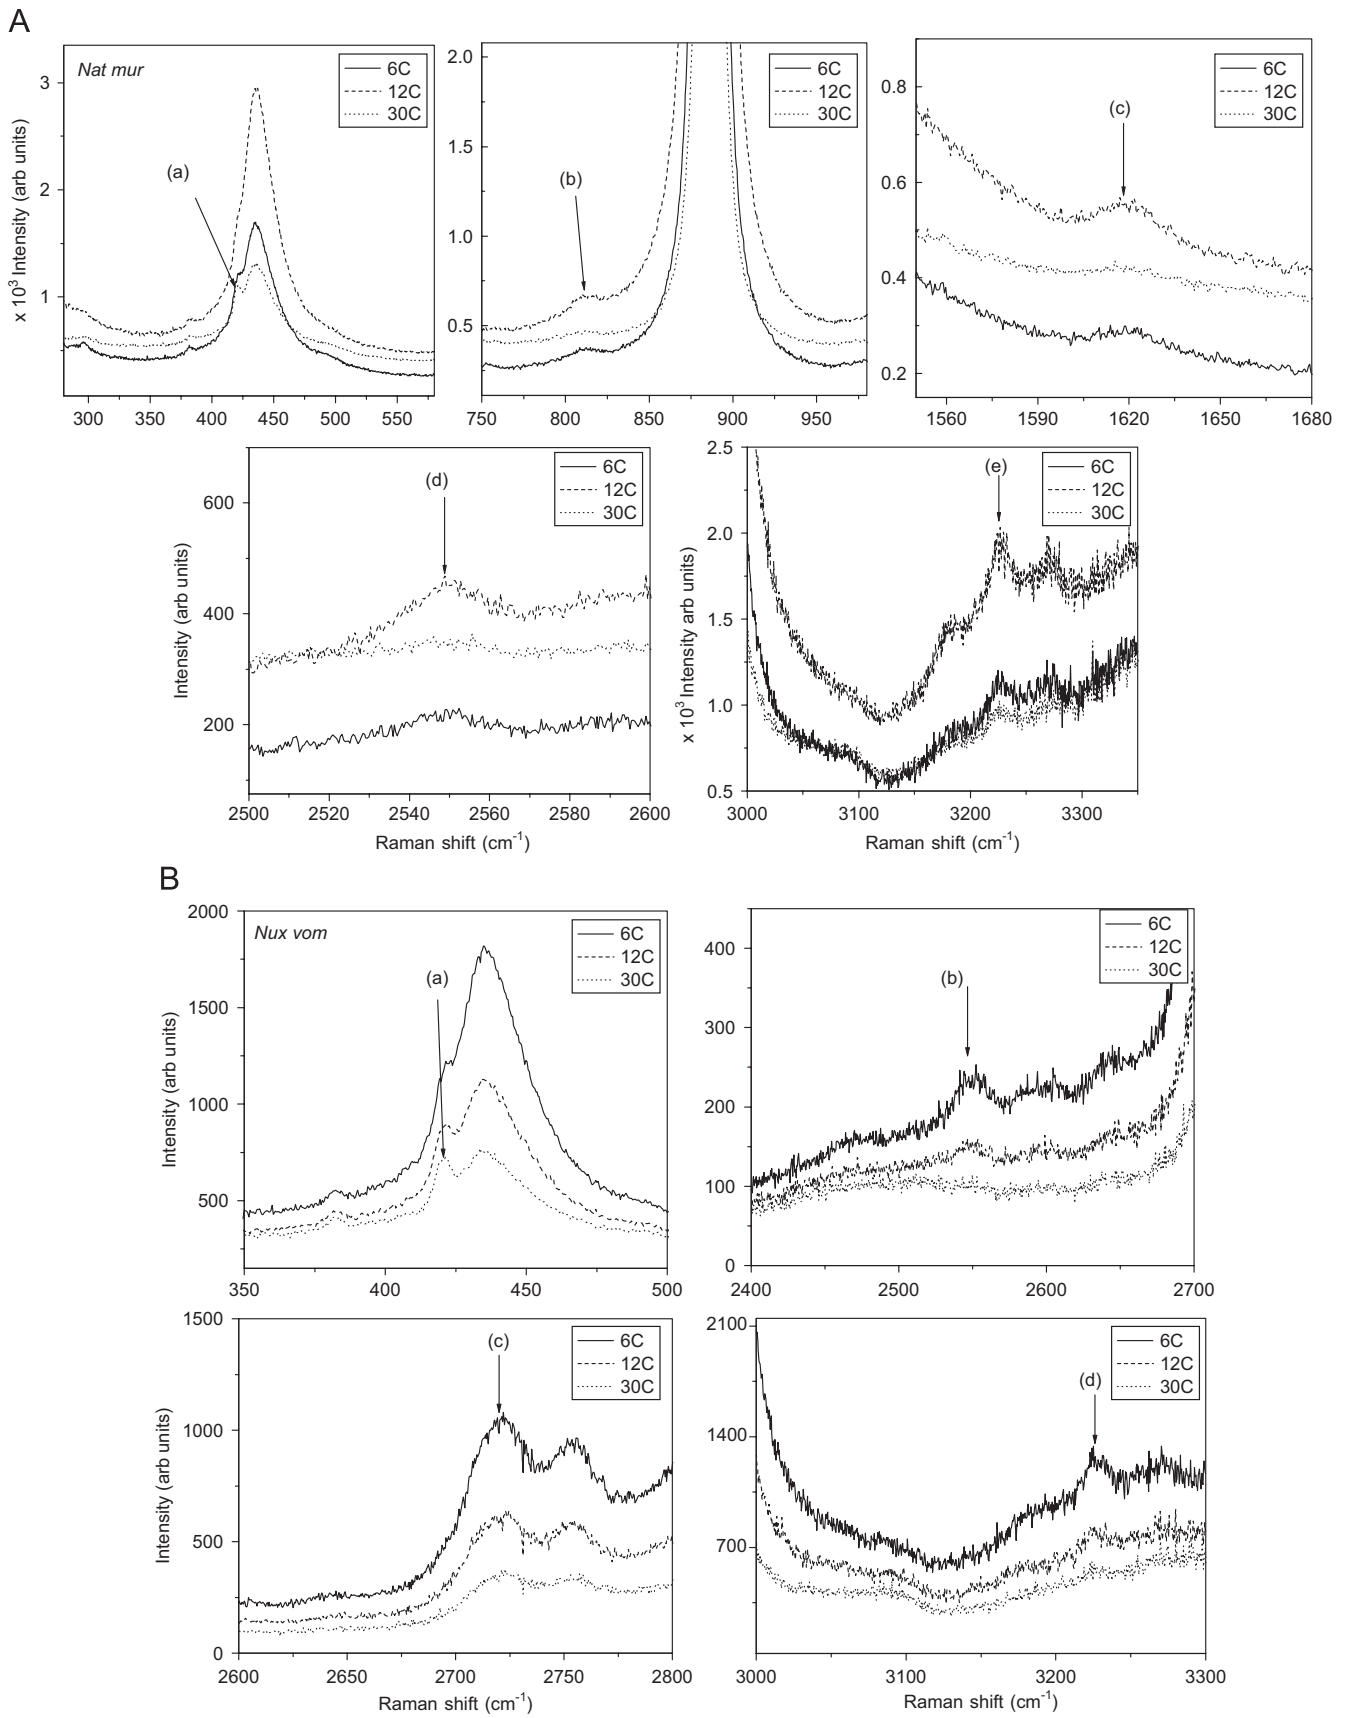 A
Nat mur
6C
12C
30C
(a)
x 10³ Intensity (arb units)
3
2
1
300 350 400 450 500 550
6C
12C
30C
(b)
2.0
1.5
1.0
0.5
750 800 850 900 950
6C
12C
30C
(c)
0.8
0.6
0.4
0.2
1560 1590 1620 1650 1680
6C
12C
30C
(d)
Intensity (arb units)
600
400
200
2500 2520 2540 2560 2580 2600
Raman shift (cm⁻¹)
6C
12C
30C
(e)
x 10³ Intensity arb units)
2.5
2.0
1.5
1.0
0.5
3000 3100 3200 3300
Raman shift (cm⁻¹)
B
Nux vom
6C
12C
30C
(a)
Intensity (arb units)
2000
1500
1000
500
350 400 450 500
6C
12C
30C
(b)
400
300
200
100
0
2400 2500 2600 2700
6C
12C
30C
(c)
Intensity (arb units)
1500
1000
500
0
2600 2650 2700 2750 2800
Raman shift (cm⁻¹)
6C
12C
30C
(d)
2100
1400
700
3000 3100 3200 3300
Raman shift (cm⁻¹)